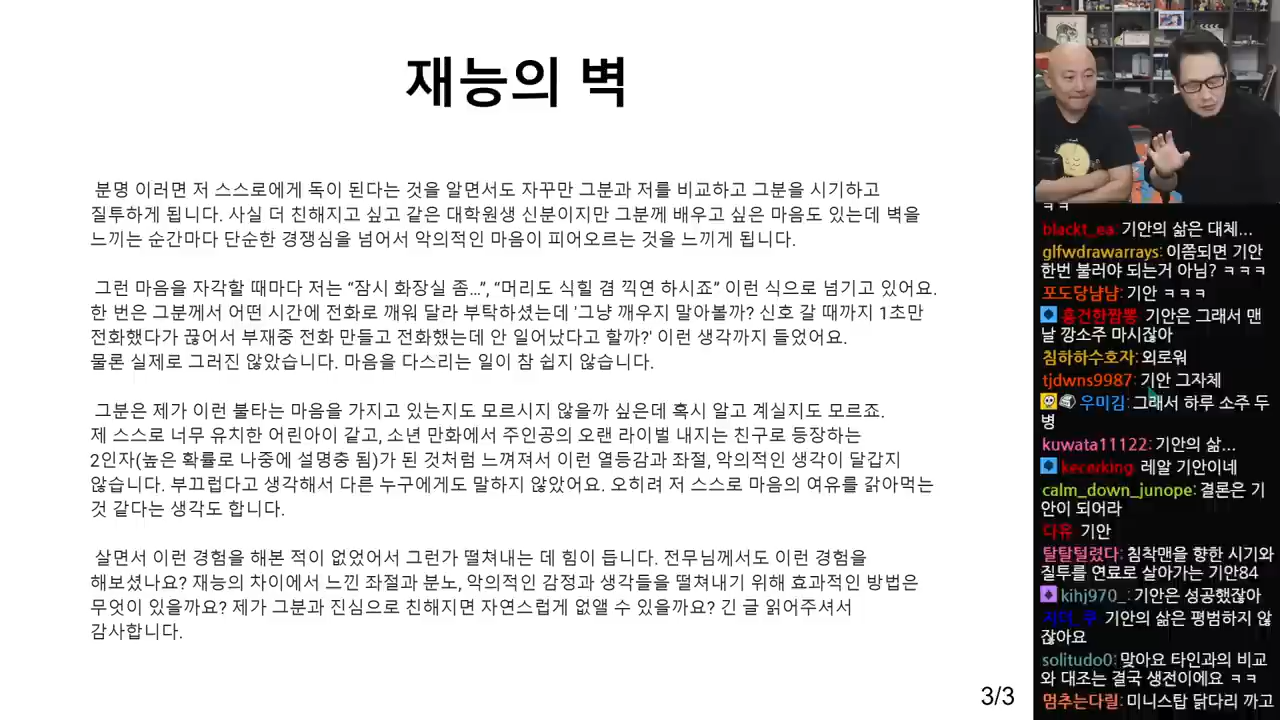 재능의 벽
분명 이러면 저 스스로에게 독이 된다는 것을 알면서도 자꾸만 그분과 저를 비교하고 그분을 시기하고
질투하게 됩니다. 사실 더 친해지고 싶고 같은 대학원생 신분이지만 그분께 배우고 싶은 마음도 있는데 벽을
느끼는 순간마다 단순한 경쟁심을 넘어서 악의적인 마음이 피어오르는 것을 느끼게 됩니다.
그런 마음을 자각할 때마다 저는 “잠시 화장실 좀…”, “머리도 식힐 겸 끽연 하시죠” 이런 식으로 넘기고 있어요.
한 번은 그분께서 어떤 시간에 전화로 깨워 달라 부탁하셨는데 '그냥 깨우지 말아볼까? 신호 갈 때까지 1초만
전화했다가 끊어서 부재중 전화 만들고 전화했는데 안 일어났다고 할까?' 이런 생각까지 들었어요.
물론 실제로 그러진 않았습니다. 마음을 다스리는 일이 참 쉽지 않습니다.
그분은 제가 이런 불타는 마음을 가지고 있는지도 모르시지 않을까 싶은데 혹시 알고 계실지도 모르죠.
제 스스로 너무 유치한 어린아이 같고, 소년 만화에서 주인공의 오랜 라이벌 내지는 친구로 등장하는
2인자(높은 확률로 나중에 설명충 됨)가 된 것처럼 느껴져서 이런 열등감과 좌절, 악의적인 생각이 달갑지
않습니다. 부끄럽다고 생각해서 다른 누구에게도 말하지 않았어요. 오히려 저 스스로 마음의 여유를 갉아먹는
것 같다는 생각도 합니다.
살면서 이런 경험을 해본 적이 없었어서 그런가 떨쳐내는 데 힘이 듭니다. 전무님께서도 이런 경험을
해보셨나요? 재능의 차이에서 느낀 좌절과 분노, 악의적인 감정과 생각들을 떨쳐내기 위해 효과적인 방법은
무엇이 있을까요? 제가 그분과 진심으로 친해지면 자연스럽게 없앨 수 있을까요? 긴 글 읽어주셔서
감사합니다.
3/3
ㅋㅋ
blackt_ea: 기안의 삶은 대체...
glfwdrawarrays: 이쯤되면 기안
한번 불러야 되는거 아님? ㅋㅋㅋ
포도당냠냠: 기안 ㅋㅋㅋ
홍건한짬뽕 기안은 그래서 맨
날 깡소주 마시잖아
침하하수호자: 외로워
tjdwns9987: 기안 그자체
우미김: 그래서 하루 소주 두
병
kuwata11122: 기안의 삶...
레알 기안이네
calm_down_junope: 결론은 기
안이 되어라
다유 기안
탈탈털렸다: 침착맨을 향한 시기와
질투를 연료로 살아가는 기안84
kihj970_: 기안은 성공했잖아
기안의 삶은 평범하지 않
잖아요
solitudo0: 맞아요 타인과의 비교
와 대조는 결국 생전이에요 ㅋㅋ
멈추는다릴: 미니스탑 닭다리 까고